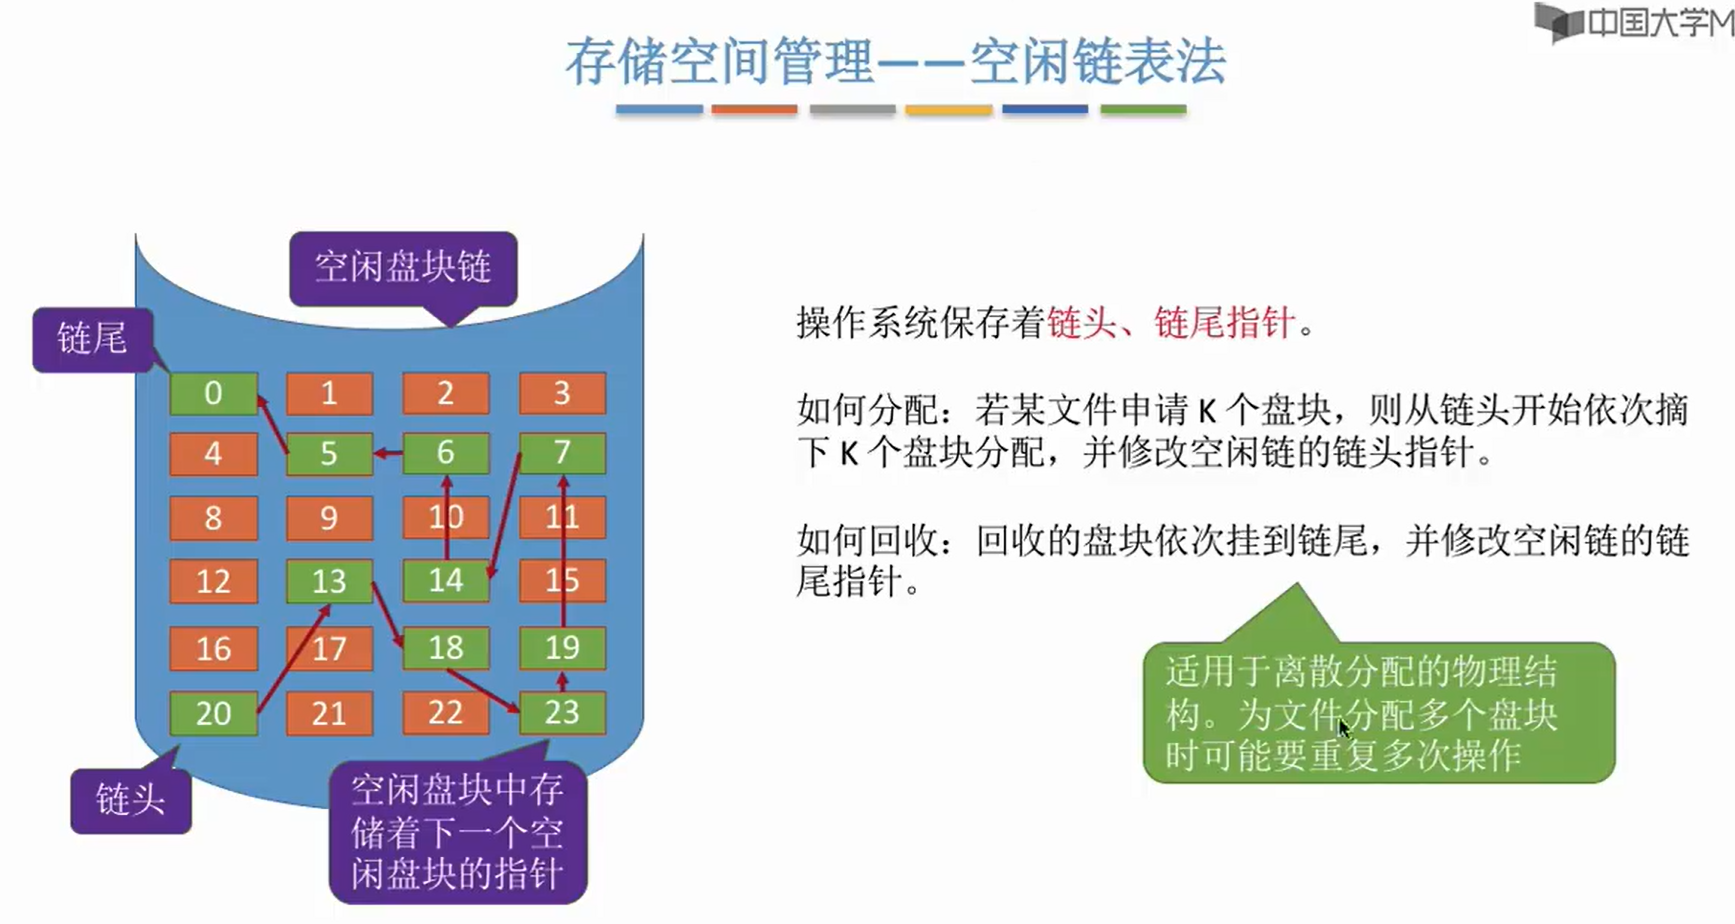 中国大学M
存储空间管理——空闲链表法
空闲盘块链
链尾
0 1 2 3
4 5 6 7
8 9 10 11
12 13 14 15
16 17 18 19
20 21 22 23
链头
空闲盘块中存
储着下一个空
闲盘块的指针
操作系统保存着链头、链尾指针。
如何分配：若某文件申请 K 个盘块，则从链头开始依次摘
下 K 个盘块分配，并修改空闲链的链头指针。
如何回收：回收的盘块依次挂到链尾，并修改空闲链的链
尾指针。
适用于离散分配的物理结
构。为文件分配多个盘块
时可能要重复多次操作